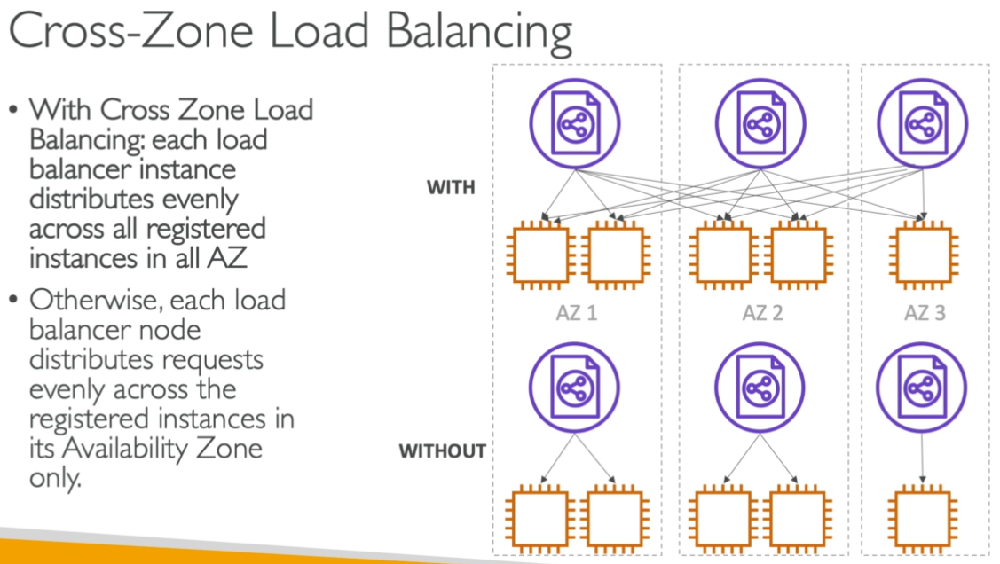 Cross-Zone Load Balancing
• With Cross Zone Load
Balancing: each load
balancer instance
distributes evenly
across all registered
instances in all AZ
• Otherwise, each load
balancer node
distributes requests
evenly across the
registered instances in
its Availability Zone
only.
WITH
AZ 1
AZ 2
AZ 3
WITHOUT